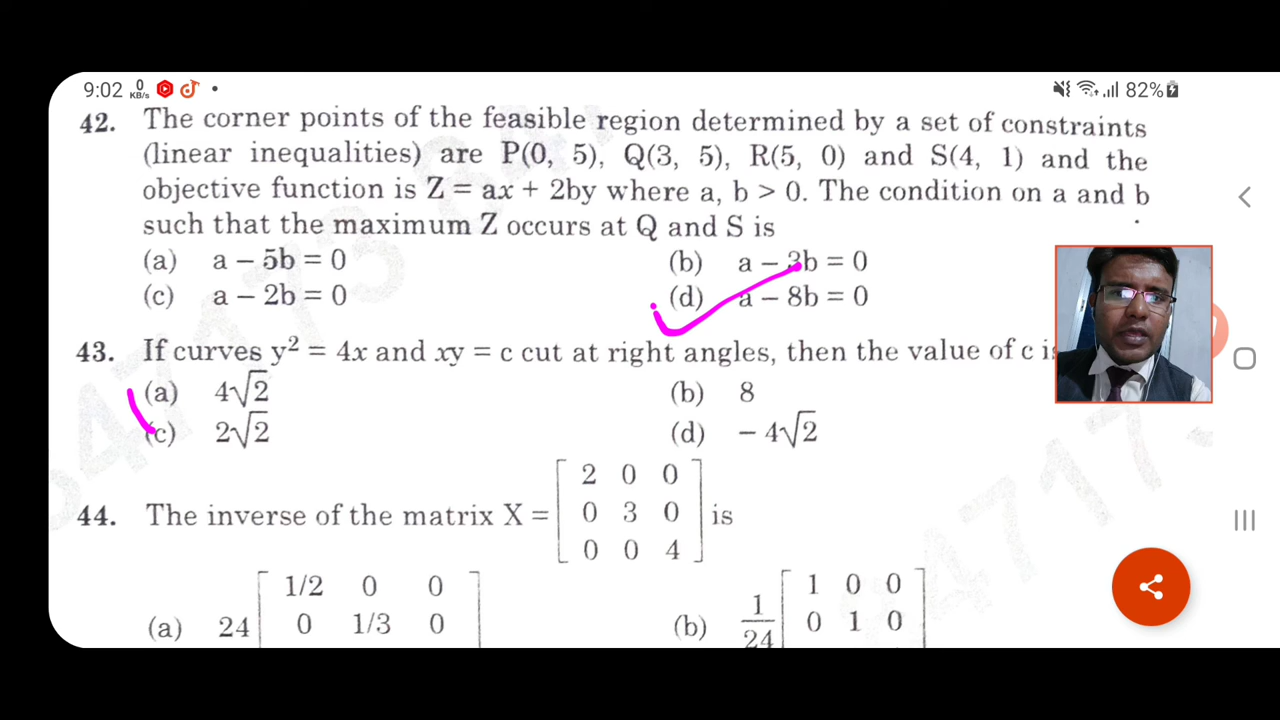 9:02 0 KB/s 82%
42. The corner points of the feasible region determined by a set of constraints
(linear inequalities) are P(0, 5), Q(3, 5), R(5, 0) and S(4, 1) and the
objective function is Z = ax + 2by where a, b > 0. The condition on a and b
such that the maximum Z occurs at Q and S is
(a) a − 5b = 0 (b) a − 3b = 0
(c) a − 2b = 0 (d) a − 8b = 0
43. If curves y² = 4x and xy = c cut at right angles, then the value of c is
(a) 4√2 (b) 8
(c) 2√2 (d) − 4√2
2 0 0
44. The inverse of the matrix X = 0 3 0 is
0 0 4
1/2 0 0 1 0 0
(a) 24 0 1/3 0 (b) 1/24 0 1 0